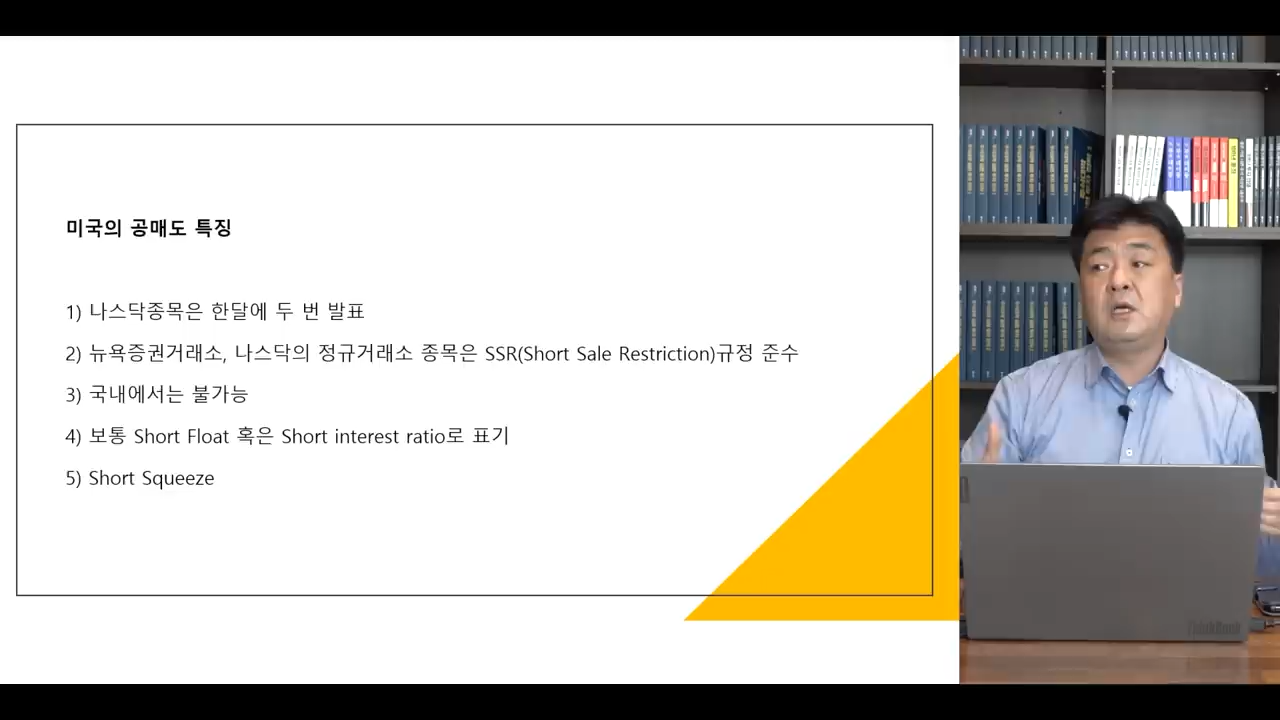 미국의 공매도 특징
1) 나스닥종목은 한달에 두 번 발표
2) 뉴욕증권거래소, 나스닥의 정규거래소 종목은 SSR(Short Sale Restriction)규정 준수
3) 국내에서는 불가능
4) 보통 Short Float 혹은 Short interest ratio로 표기
5) Short Squeeze
ThinkBook